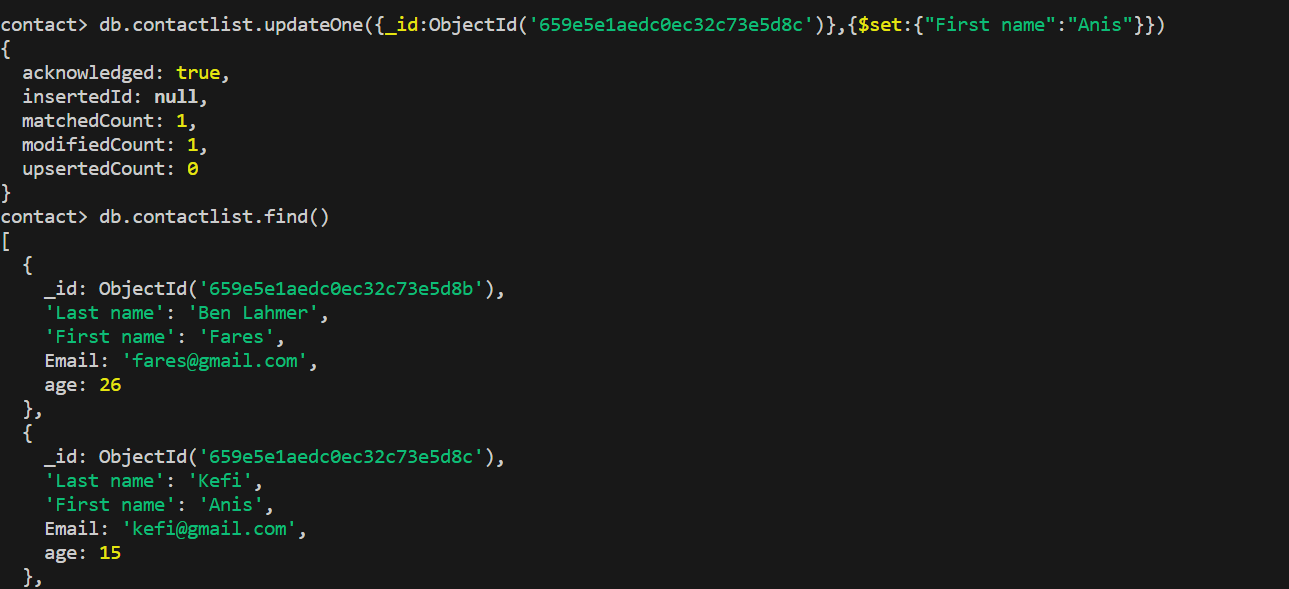 contact> db.contactlist.updateOne({_id:ObjectId('659e5e1aedc0ec32c73e5d8c')},{$set:{"First name":"Anis"}})
{
  acknowledged: true,
  insertedId: null,
  matchedCount: 1,
  modifiedCount: 1,
  upsertedCount: 0
}
contact> db.contactlist.find()
[
  {
    _id: ObjectId('659e5e1aedc0ec32c73e5d8b'),
    'Last name': 'Ben Lahmer',
    'First name': 'Fares',
    Email: 'fares@gmail.com',
    age: 26
  },
  {
    _id: ObjectId('659e5e1aedc0ec32c73e5d8c'),
    'Last name': 'Kefi',
    'First name': 'Anis',
    Email: 'kefi@gmail.com',
    age: 15
  },